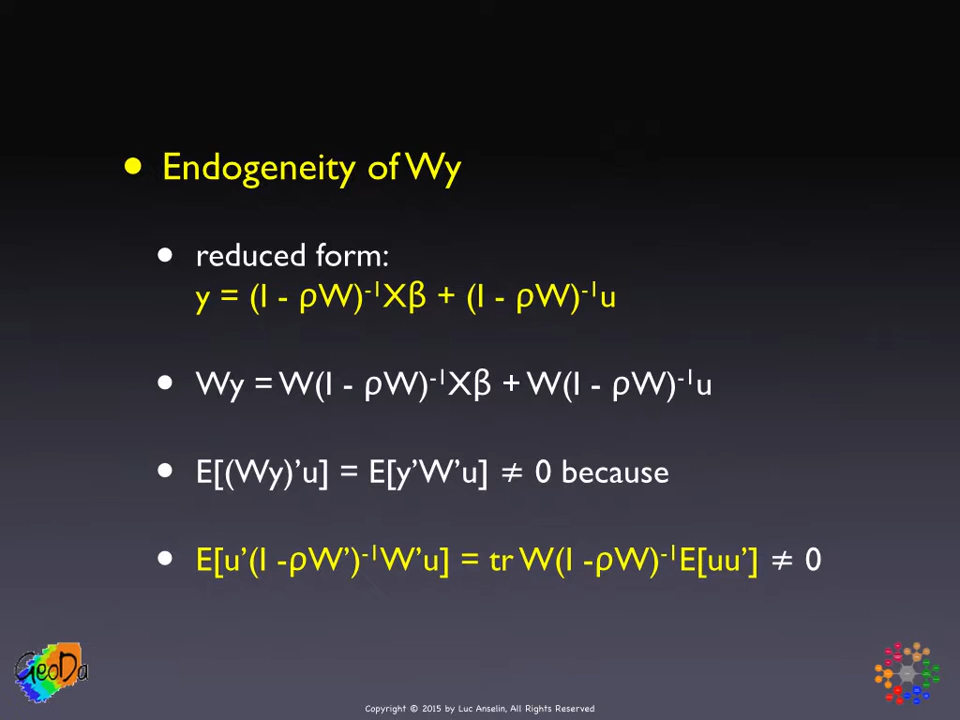 • Endogeneity of Wy
• reduced form:
y = (I - ρW)⁻¹Xβ + (I - ρW)⁻¹u
• Wy = W(I - ρW)⁻¹Xβ + W(I - ρW)⁻¹u
• E[(Wy)’u] = E[y’W’u] ≠ 0 because
• E[u’(I -ρW’)⁻¹W’u] = tr W(I -ρW)⁻¹E[uu’] ≠ 0
GeoDa
Copyright © 2015 by Luc Anselin, All Rights Reserved